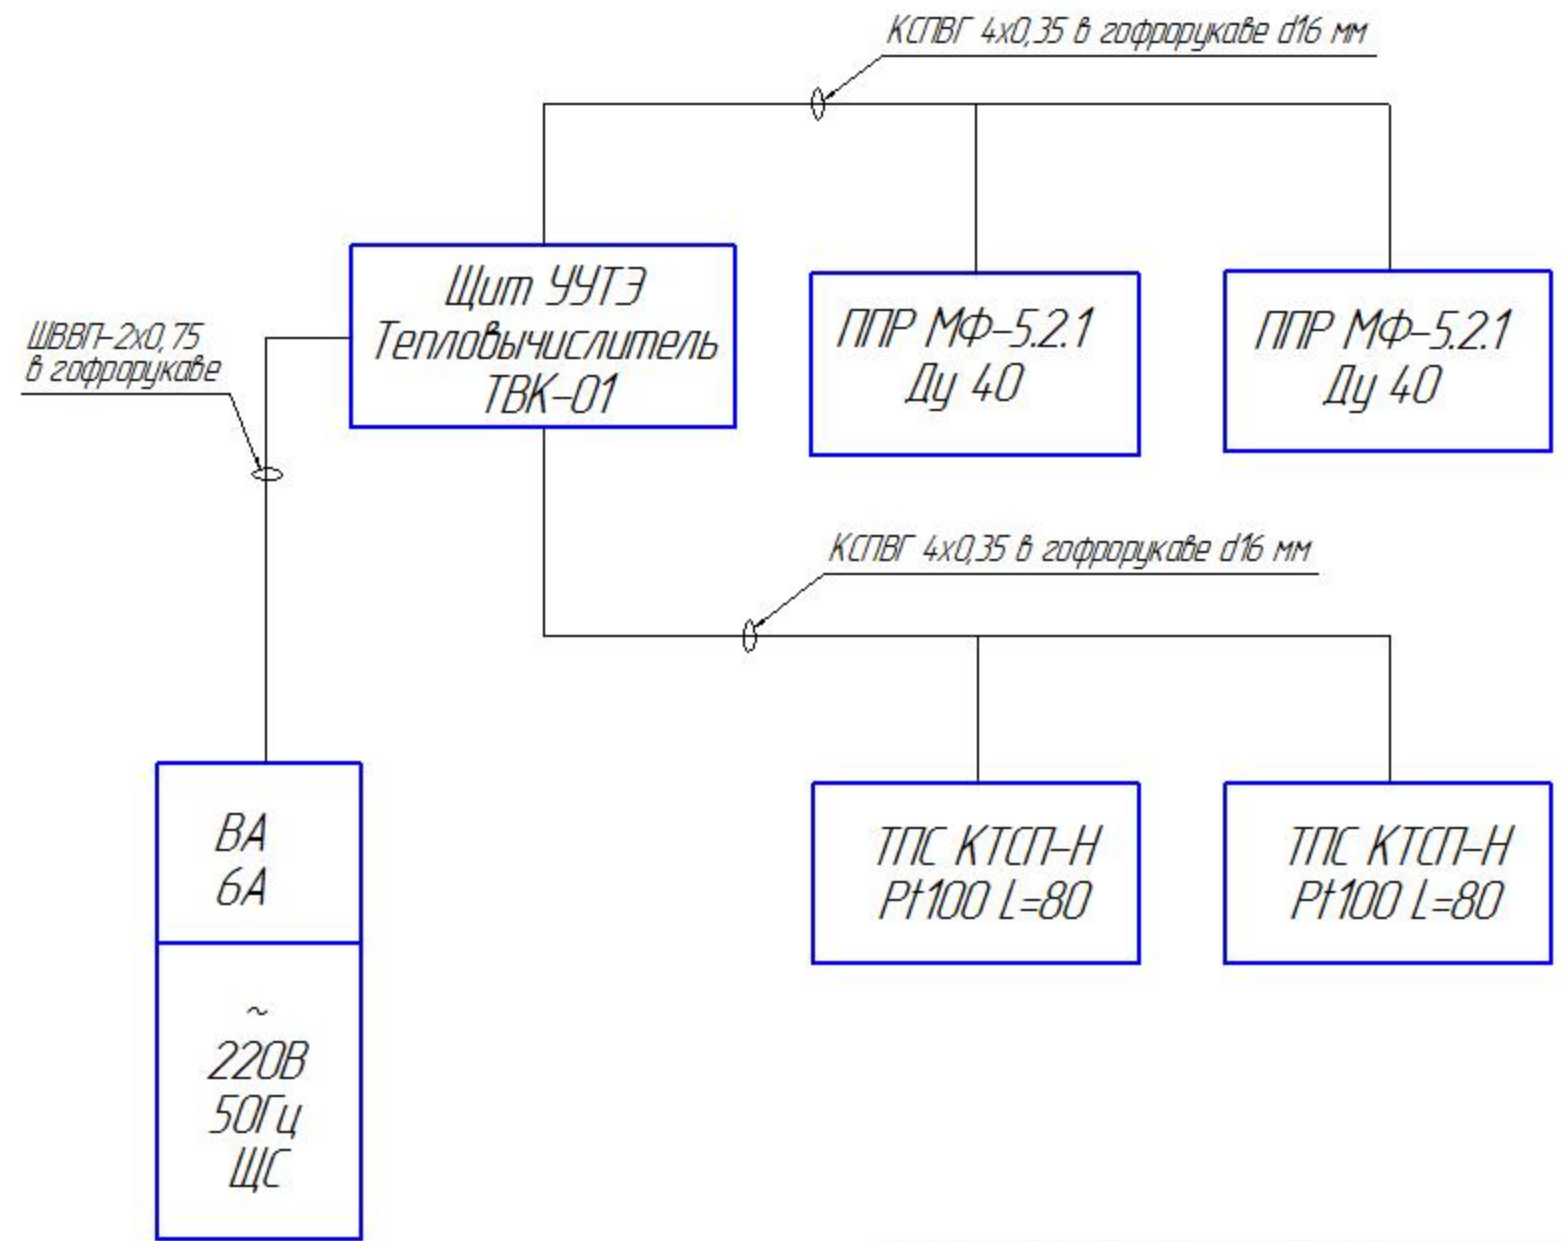 КСПВГ 4х0,35 в гофрорукаве d16 мм
Щит УУТЭ
Тепловычислитель
ТВК-01
ППР МФ-5.2.1
Ду 40
ППР МФ-5.2.1
Ду 40
ШВВП-2х0,75
в гофрорукаве
КСПВГ 4х0,35 в гофрорукаве d16 мм
ВА
6А
~
220В
50Гц
ЩС
ТПС КТСП-Н
Pt100 L=80
ТПС КТСП-Н
Pt100 L=80